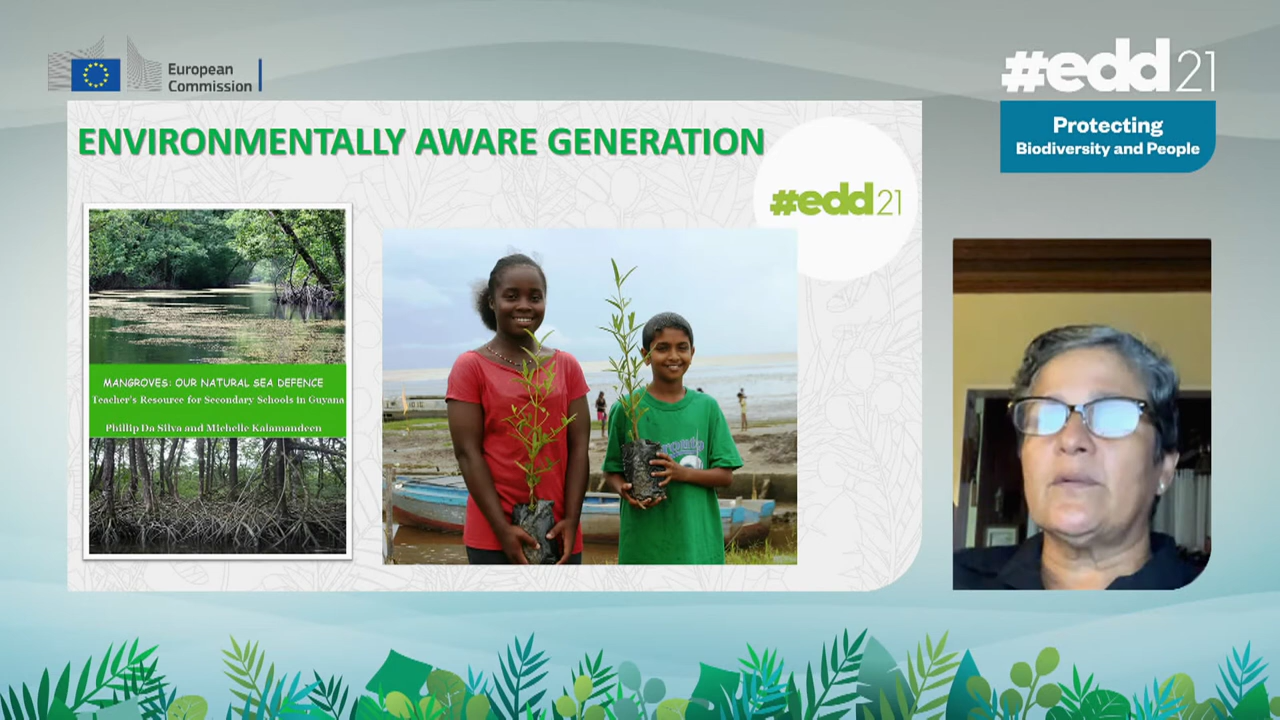 European
Commission
#edd21
Protecting
Biodiversity and People
ENVIRONMENTALLY AWARE GENERATION
#edd21
MANGROVES: OUR NATURAL SEA DEFENCE
Teacher's Resource for Secondary Schools in Guyana
Phillip Da Silva and Michelle Kalamandeen